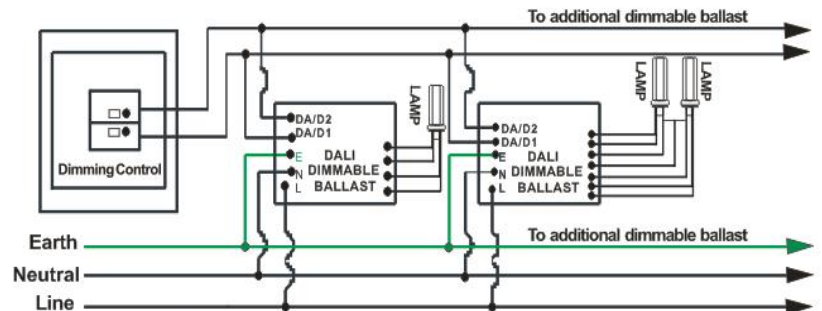 To additional dimmable ballast
Dimming Control
DA/D2
DA/D1
E DALI
N DIMMABLE
L BALLAST
LAMP
DA/D2
DA/D1
E DALI
N DIMMABLE
L BALLAST
LAMP
LAMP
Earth
To additional dimmable ballast
Neutral
Line